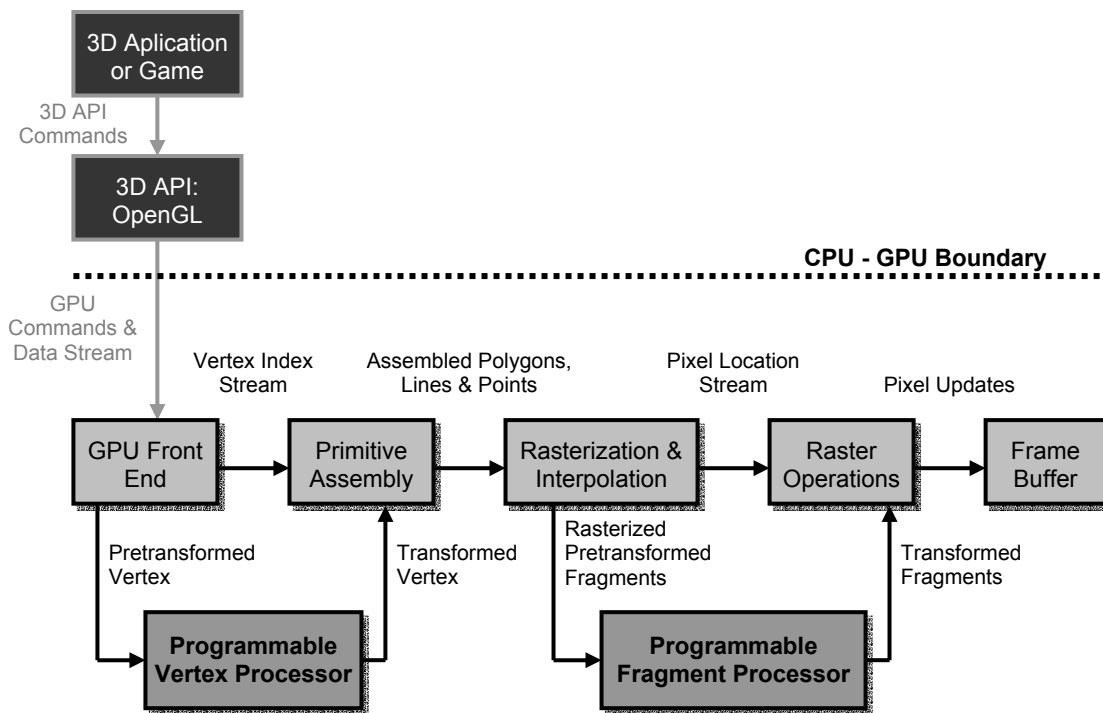 3D Aplication
or Game
3D API
Commands
3D API:
OpenGL
CPU - GPU Boundary
GPU
Commands &
Data Stream
Vertex Index
Stream
Assembled Polygons,
Lines & Points
Pixel Location
Stream
Pixel Updates
GPU Front
End
Primitive
Assembly
Rasterization &
Interpolation
Raster
Operations
Frame
Buffer
Pretransformed
Vertex
Transformed
Vertex
Rasterized
Pretransformed
Fragments
Transformed
Fragments
Programmable
Vertex Processor
Programmable
Fragment Processor